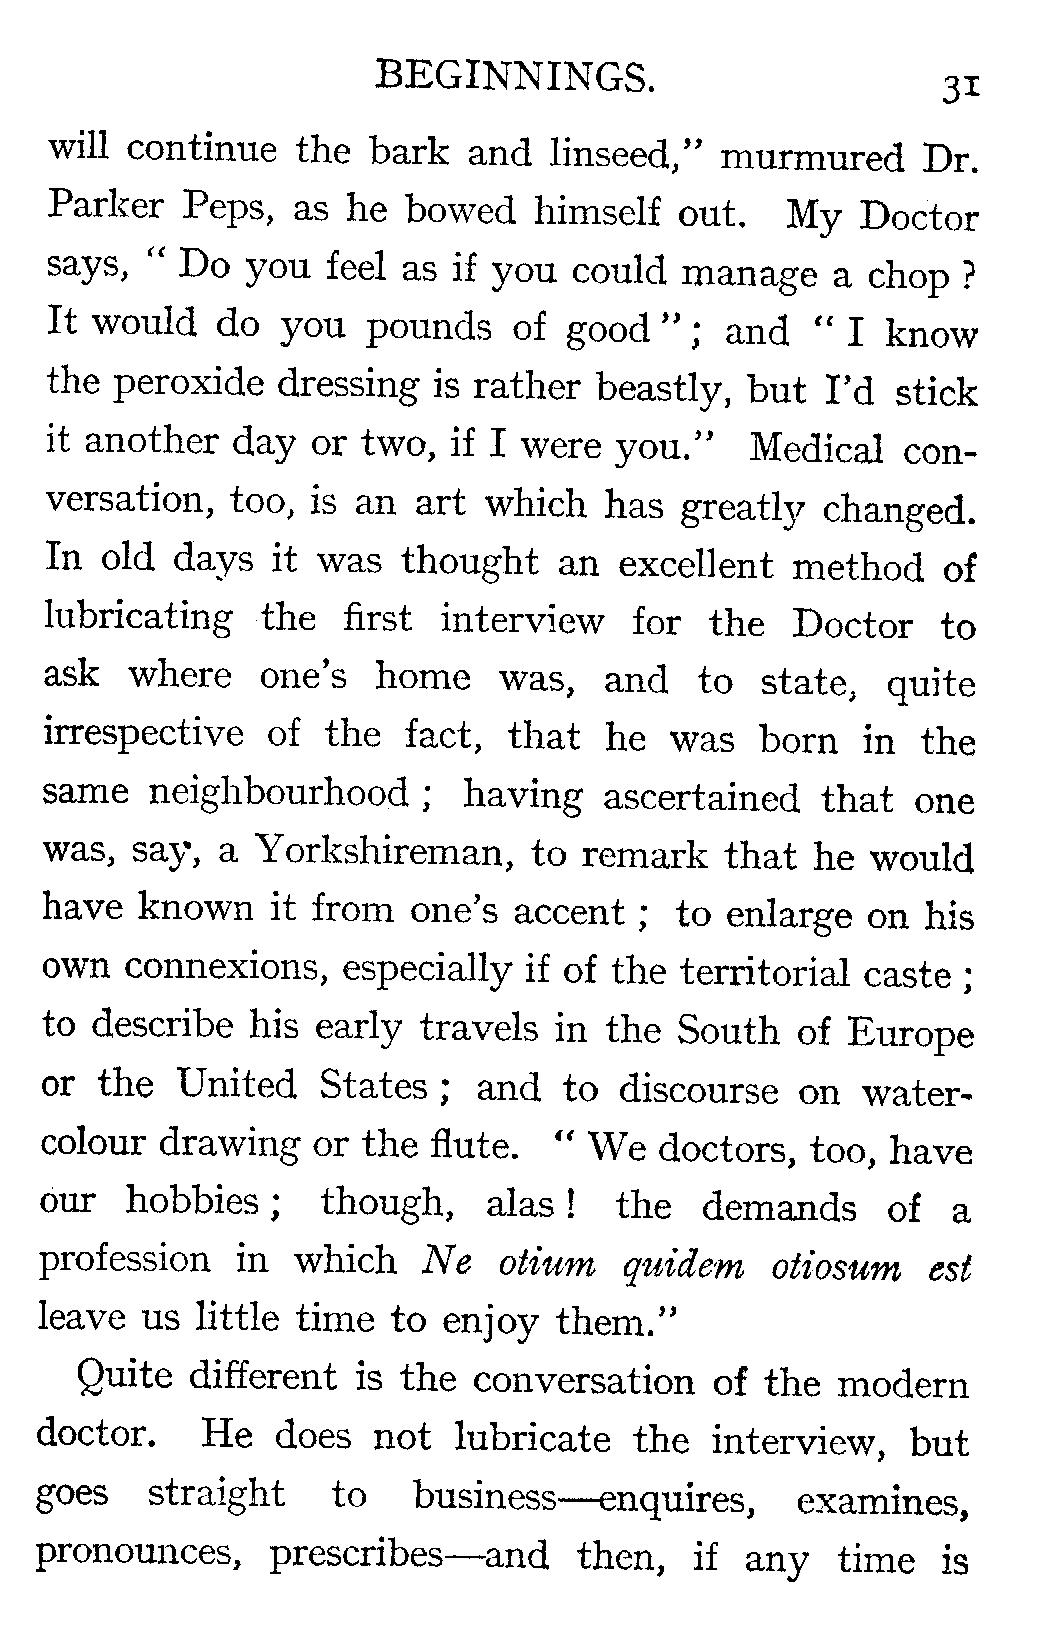 BEGINNINGS. 31
will continue the bark and linseed,” murmured Dr.
Parker Peps, as he bowed himself out. My Doctor
says, “ Do you feel as if you could manage a chop ?
It would do you pounds of good ” ; and “ I know
the peroxide dressing is rather beastly, but I’d stick
it another day or two, if I were you.” Medical con-
versation, too, is an art which has greatly changed.
In old days it was thought an excellent method of
lubricating the first interview for the Doctor to
ask where one’s home was, and to state, quite
irrespective of the fact, that he was born in the
same neighbourhood ; having ascertained that one
was, say, a Yorkshireman, to remark that he would
have known it from one’s accent ; to enlarge on his
own connexions, especially if of the territorial caste ;
to describe his early travels in the South of Europe
or the United States ; and to discourse on water-
colour drawing or the flute. “ We doctors, too, have
our hobbies ; though, alas ! the demands of a
profession in which Ne otium quidem otiosum est
leave us little time to enjoy them.”
Quite different is the conversation of the modern
doctor. He does not lubricate the interview, but
goes straight to business—enquires, examines,
pronounces, prescribes—and then, if any time is